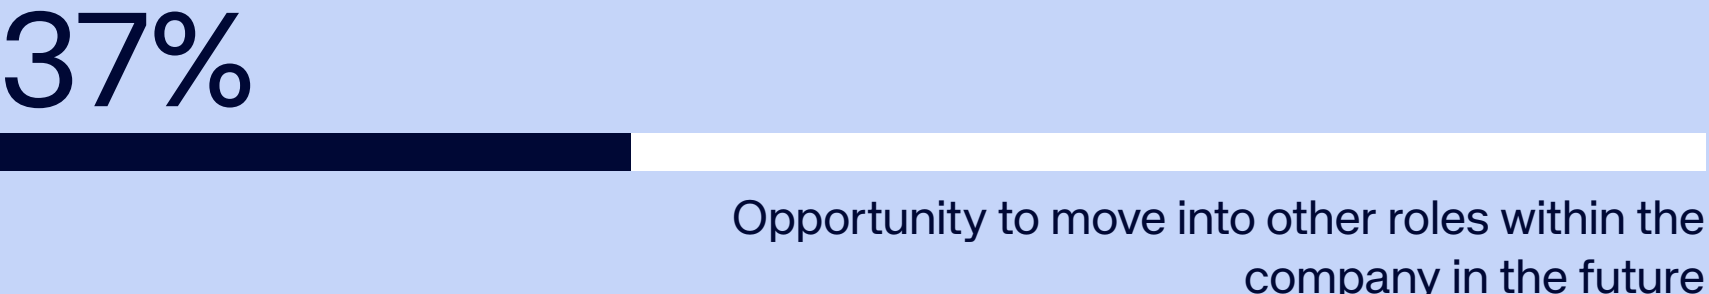 37%
Opportunity to move into other roles within the
company in the future